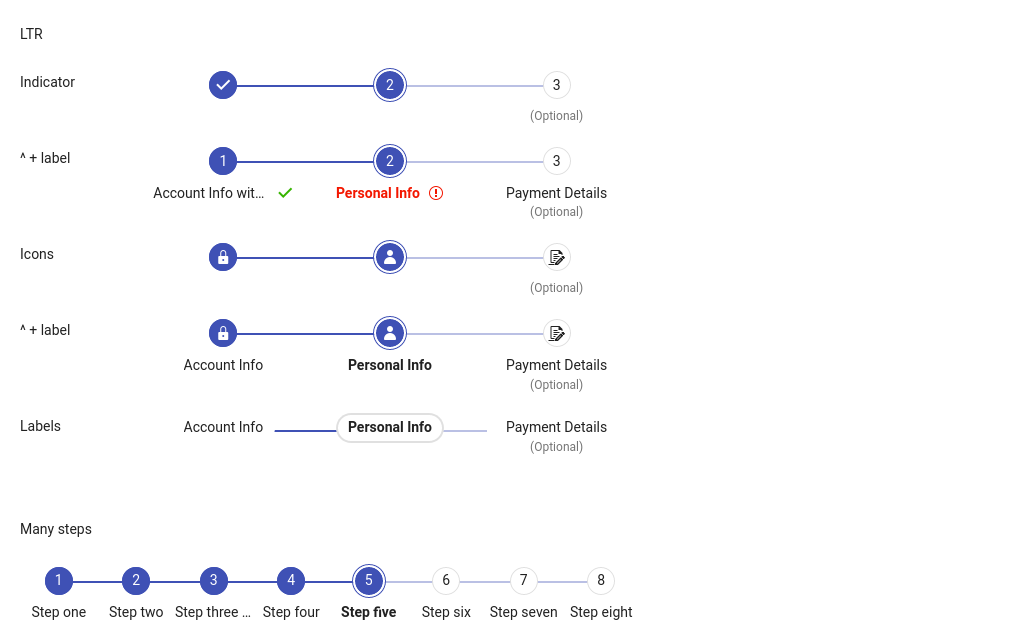 LTR
Indicator
2
3
(Optional)
^ + label
1
2
3
Account Info wit...
Personal Info
Payment Details
(Optional)
Icons
(Optional)
^ + label
Account Info
Personal Info
Payment Details
(Optional)
Labels
Account Info
Personal Info
Payment Details
(Optional)
Many steps
1 2 3 4 5 6 7 8
Step one Step two Step three ... Step four Step five Step six Step seven Step eight